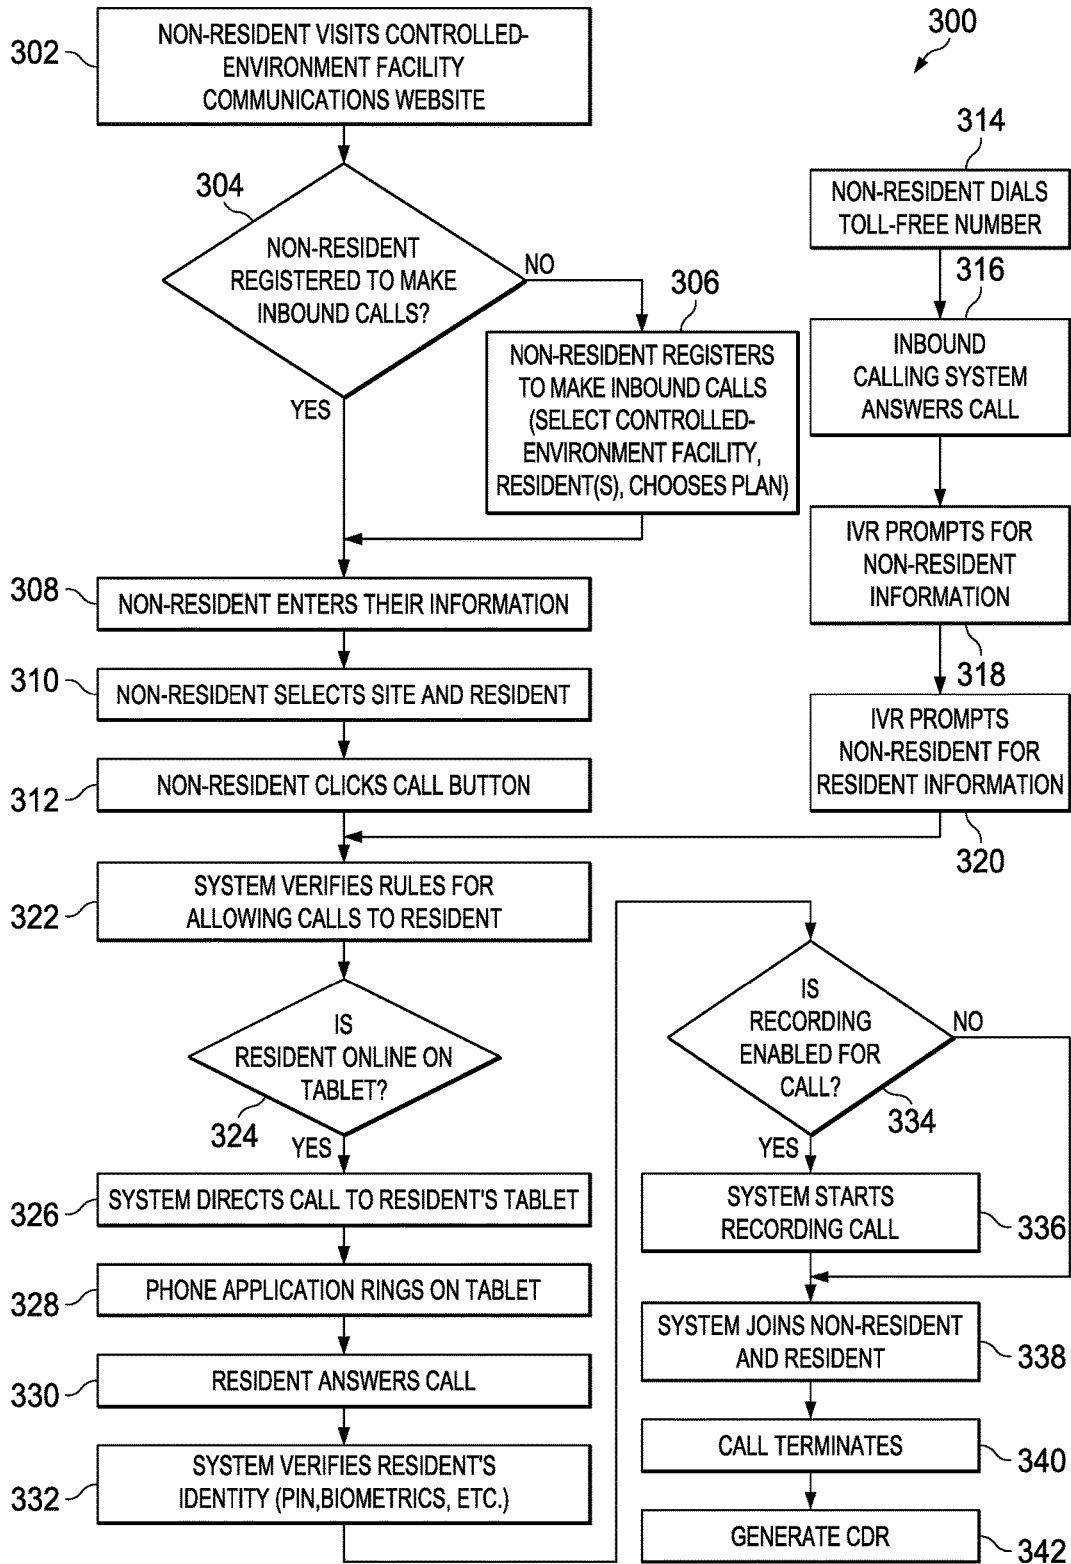 300
302
NON-RESIDENT VISITS CONTROLLED-
ENVIRONMENT FACILITY
COMMUNICATIONS WEBSITE
304
NON-RESIDENT
REGISTERED TO MAKE
INBOUND CALLS?
NO
YES
306
NON-RESIDENT REGISTERS
TO MAKE INBOUND CALLS
(SELECT CONTROLLED-
ENVIRONMENT FACILITY,
RESIDENT(S), CHOOSES PLAN)
308
NON-RESIDENT ENTERS THEIR INFORMATION
310
NON-RESIDENT SELECTS SITE AND RESIDENT
312
NON-RESIDENT CLICKS CALL BUTTON
314
NON-RESIDENT DIALS
TOLL-FREE NUMBER
316
INBOUND
CALLING SYSTEM
ANSWERS CALL
IVR PROMPTS FOR
NON-RESIDENT
INFORMATION
318
IVR PROMPTS
NON-RESIDENT FOR
RESIDENT INFORMATION
320
322
SYSTEM VERIFIES RULES FOR
ALLOWING CALLS TO RESIDENT
IS
RESIDENT ONLINE ON
TABLET?
324
YES
326
SYSTEM DIRECTS CALL TO RESIDENT'S TABLET
328
PHONE APPLICATION RINGS ON TABLET
330
RESIDENT ANSWERS CALL
332
SYSTEM VERIFIES RESIDENT'S
IDENTITY (PIN,BIOMETRICS, ETC.)
IS
RECORDING
ENABLED FOR
CALL?
NO
334
YES
SYSTEM STARTS
RECORDING CALL
336
SYSTEM JOINS NON-RESIDENT
AND RESIDENT
338
CALL TERMINATES
340
GENERATE CDR
342